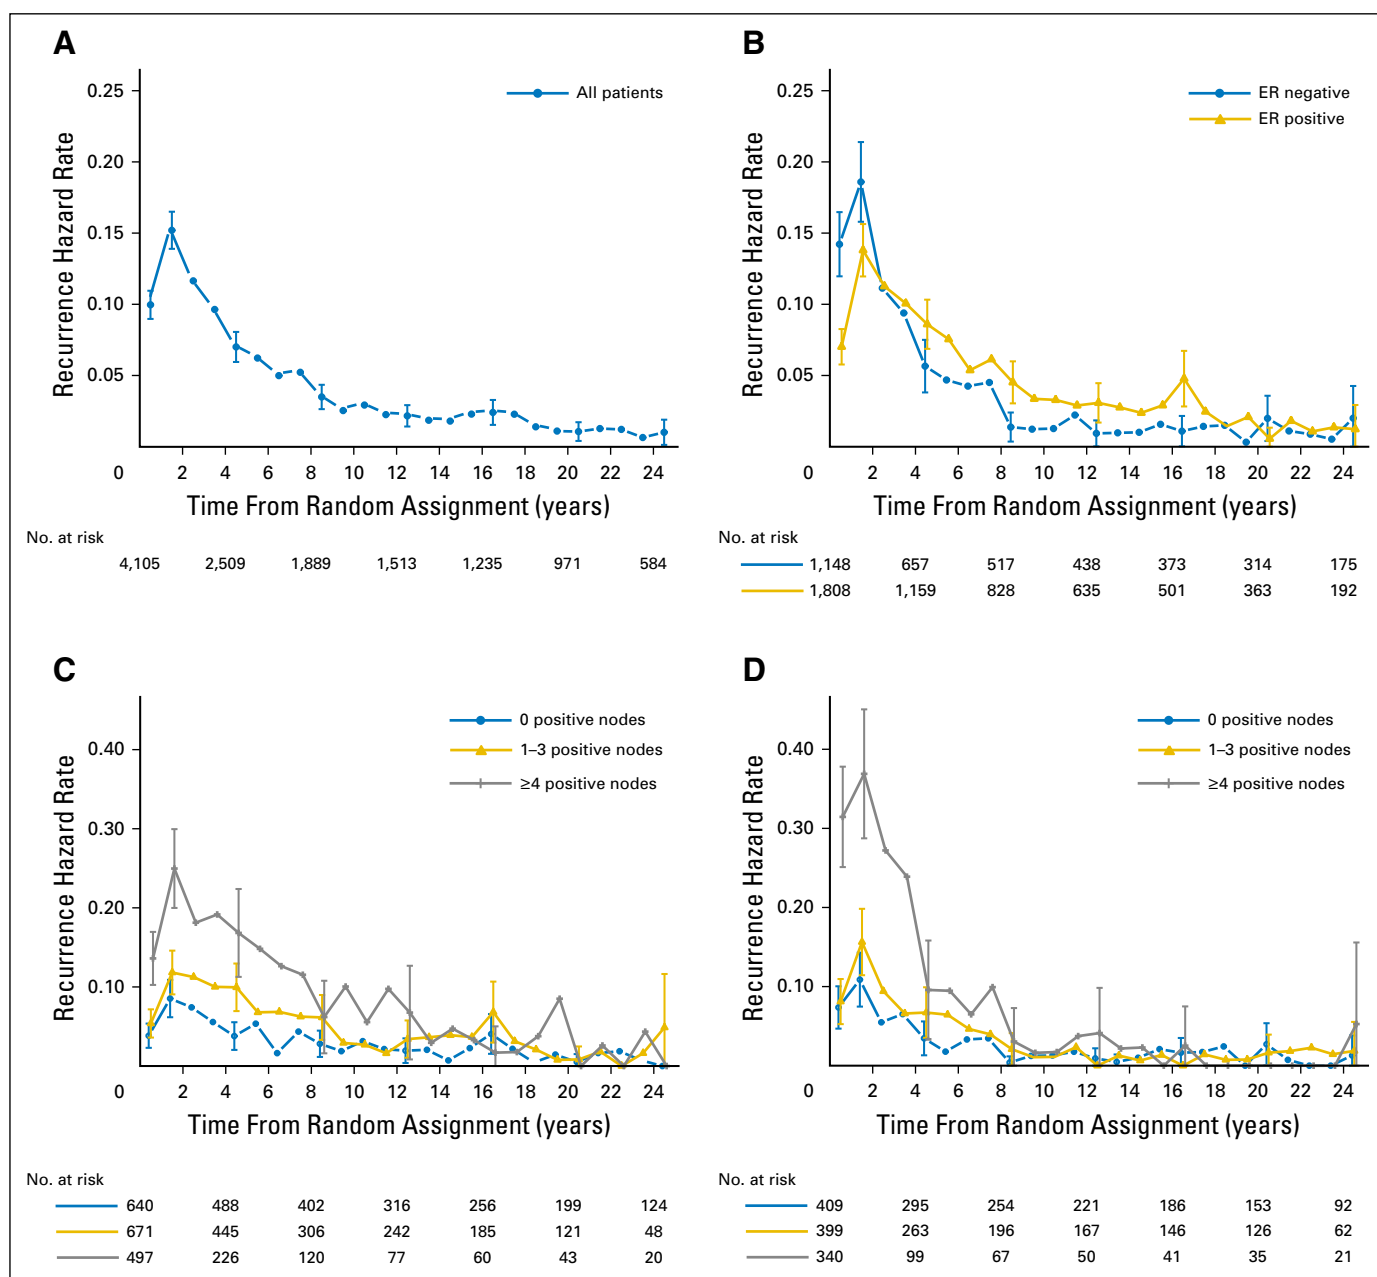 A
Recurrence Hazard Rate
0.25
0.20
0.15
0.10
0.05
All patients
0 2 4 6 8 10 12 14 16 18 20 22 24
Time From Random Assignment (years)
No. at risk
4,105 2,509 1,889 1,513 1,235 971 584
B
Recurrence Hazard Rate
0.25
0.20
0.15
0.10
0.05
ER negative
ER positive
0 2 4 6 8 10 12 14 16 18 20 22 24
Time From Random Assignment (years)
No. at risk
1,148 657 517 438 373 314 175
1,808 1,159 828 635 501 363 192
C
Recurrence Hazard Rate
0.40
0.30
0.20
0.10
0 positive nodes
1–3 positive nodes
≥4 positive nodes
0 2 4 6 8 10 12 14 16 18 20 22 24
Time From Random Assignment (years)
No. at risk
640 488 402 316 256 199 124
671 445 306 242 185 121 48
497 226 120 77 60 43 20
D
Recurrence Hazard Rate
0.40
0.30
0.20
0.10
0 positive nodes
1–3 positive nodes
≥4 positive nodes
0 2 4 6 8 10 12 14 16 18 20 22 24
Time From Random Assignment (years)
No. at risk
409 295 254 221 186 153 92
399 263 196 167 146 126 62
340 99 67 50 41 35 21